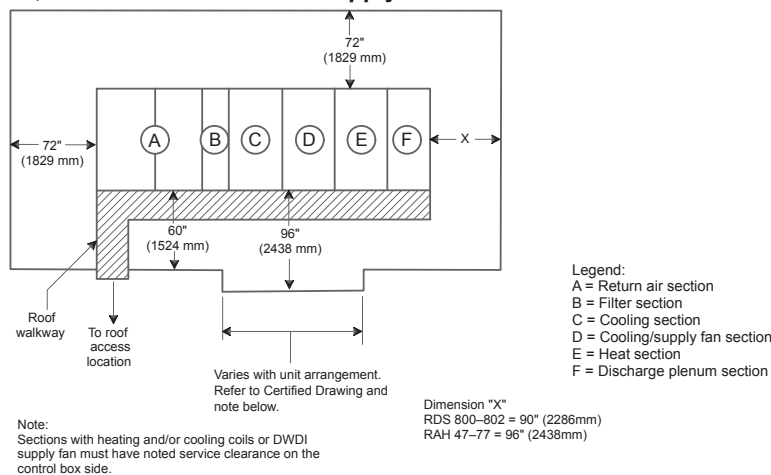 72"
(1829 mm)
72"
(1829 mm)
A
B
C
D
E
F
X
60"
(1524 mm)
96"
(2438 mm)
Roof
walkway
To roof
access
location
Varies with unit arrangement.
Refer to Certified Drawing and
note below.
Legend:
A = Return air section
B = Filter section
C = Cooling section
D = Cooling/supply fan section
E = Heat section
F = Discharge plenum section
Dimension "X"
RDS 800–802 = 90" (2286mm)
RAH 47–77 = 96" (2438mm)
Note:
Sections with heating and/or cooling coils or DWDI
supply fan must have noted service clearance on the
control box side.